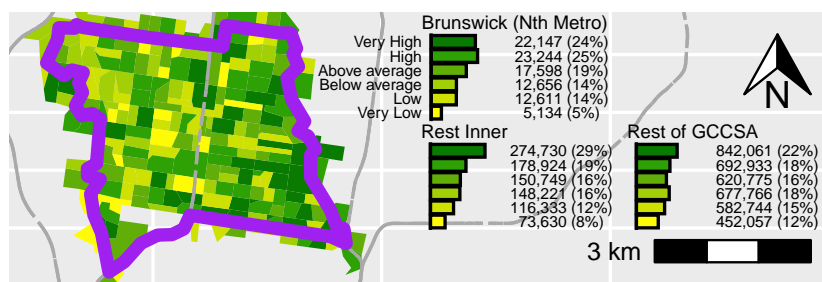 Brunswick (Nth Metro)
Very High 22,147 (24%)
High 23,244 (25%)
Above average 17,598 (19%)
Below average 12,656 (14%)
Low 12,611 (14%)
Very Low 5,134 (5%)
N
Rest Inner
274,730 (29%)
178,924 (19%)
150,749 (16%)
148,221 (16%)
116,333 (12%)
73,630 (8%)
Rest of GCCSA
842,061 (22%)
692,933 (18%)
620,775 (16%)
677,766 (18%)
582,744 (15%)
452,057 (12%)
3 km